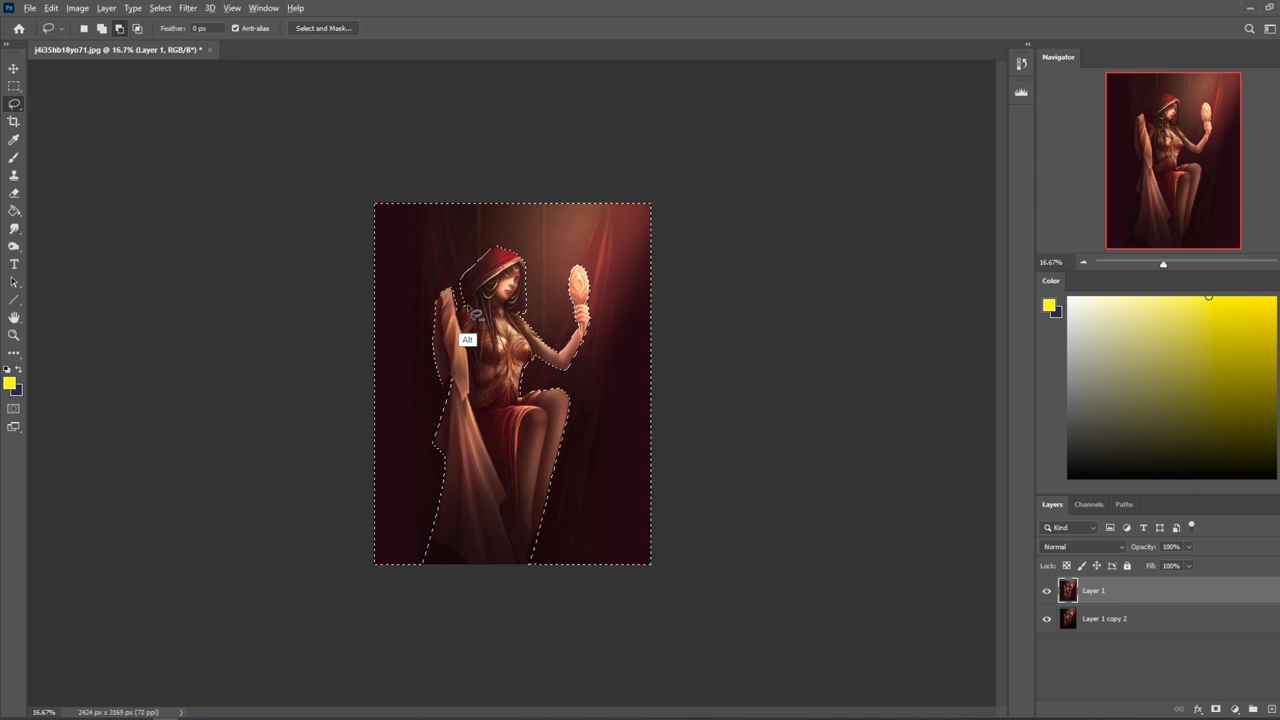 Ps File Edit Image Layer Type Select Filter 3D View Window Help
Feather: 0 px Anti-alias Select and Mask...
j4i35hb18yo71.jpg @ 16.7% (Layer 1, RGB/8*) * ×
Navigator
Alt
16.67%
Color
Layers Channels Paths
Kind
Normal Opacity: 100%
Lock: Fill: 100%
Layer 1
Layer 1 copy 2
16.67% 2424 px x 3169 px (72 ppi)